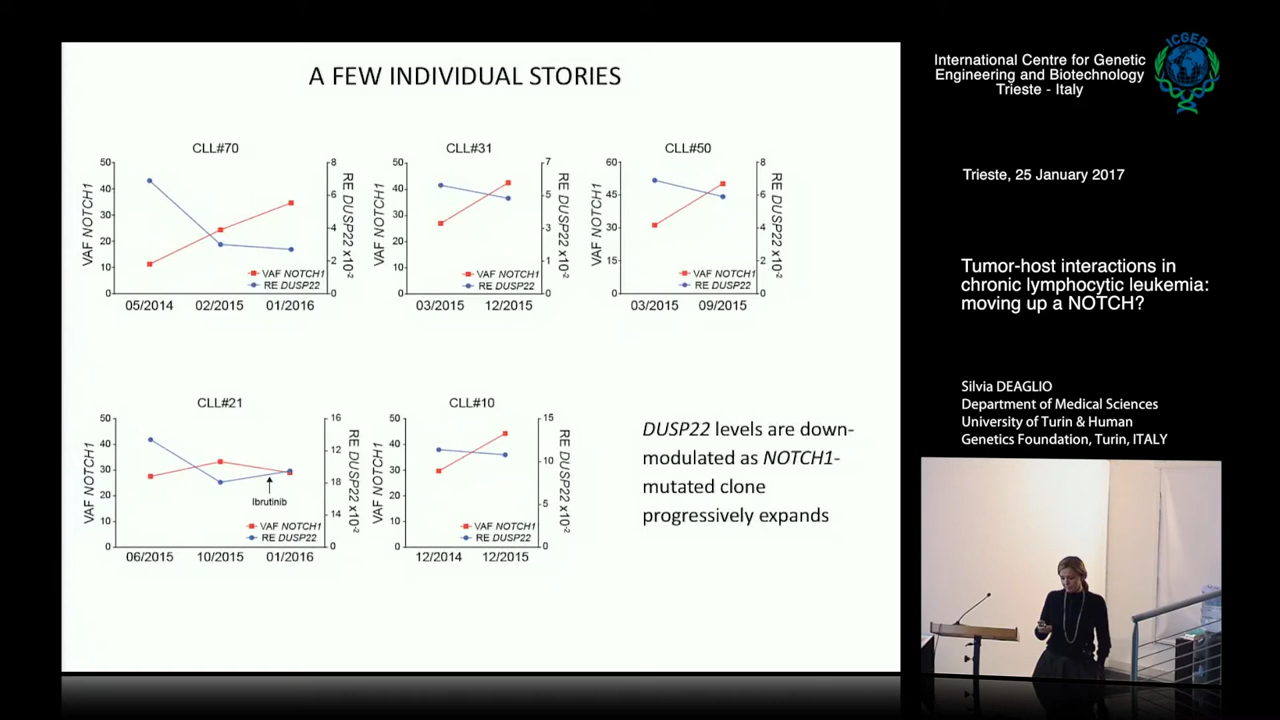 A FEW INDIVIDUAL STORIES
CLL#70
50
40
30
20
10
0
VAF NOTCH1
8
6
4
2
0
RE DUSP22 x10-2
VAF NOTCH1
RE DUSP22
05/2014 02/2015 01/2016
CLL#31
50
40
30
20
10
0
VAF NOTCH1
7
5
3
1
0
RE DUSP22 x10-2
VAF NOTCH1
RE DUSP22
03/2015 12/2015
CLL#50
60
45
30
15
0
VAF NOTCH1
8
6
4
2
0
RE DUSP22 x10-2
VAF NOTCH1
RE DUSP22
03/2015 09/2015
CLL#21
50
40
30
20
10
0
VAF NOTCH1
16
12
8
14
0
RE DUSP22 x10-2
Ibrutinib
VAF NOTCH1
RE DUSP22
06/2015 10/2015 01/2016
CLL#10
50
40
30
20
10
0
VAF NOTCH1
15
10
5
0
RE DUSP22 x10-2
VAF NOTCH1
RE DUSP22
12/2014 12/2015
DUSP22 levels are down-
modulated as NOTCH1-
mutated clone
progressively expands
International Centre for Genetic
Engineering and Biotechnology
Trieste - Italy
ICGEB
Trieste, 25 January 2017
Tumor-host interactions in
chronic lymphocytic leukemia:
moving up a NOTCH?
Silvia DEAGLIO
Department of Medical Sciences
University of Turin & Human
Genetics Foundation, Turin, ITALY